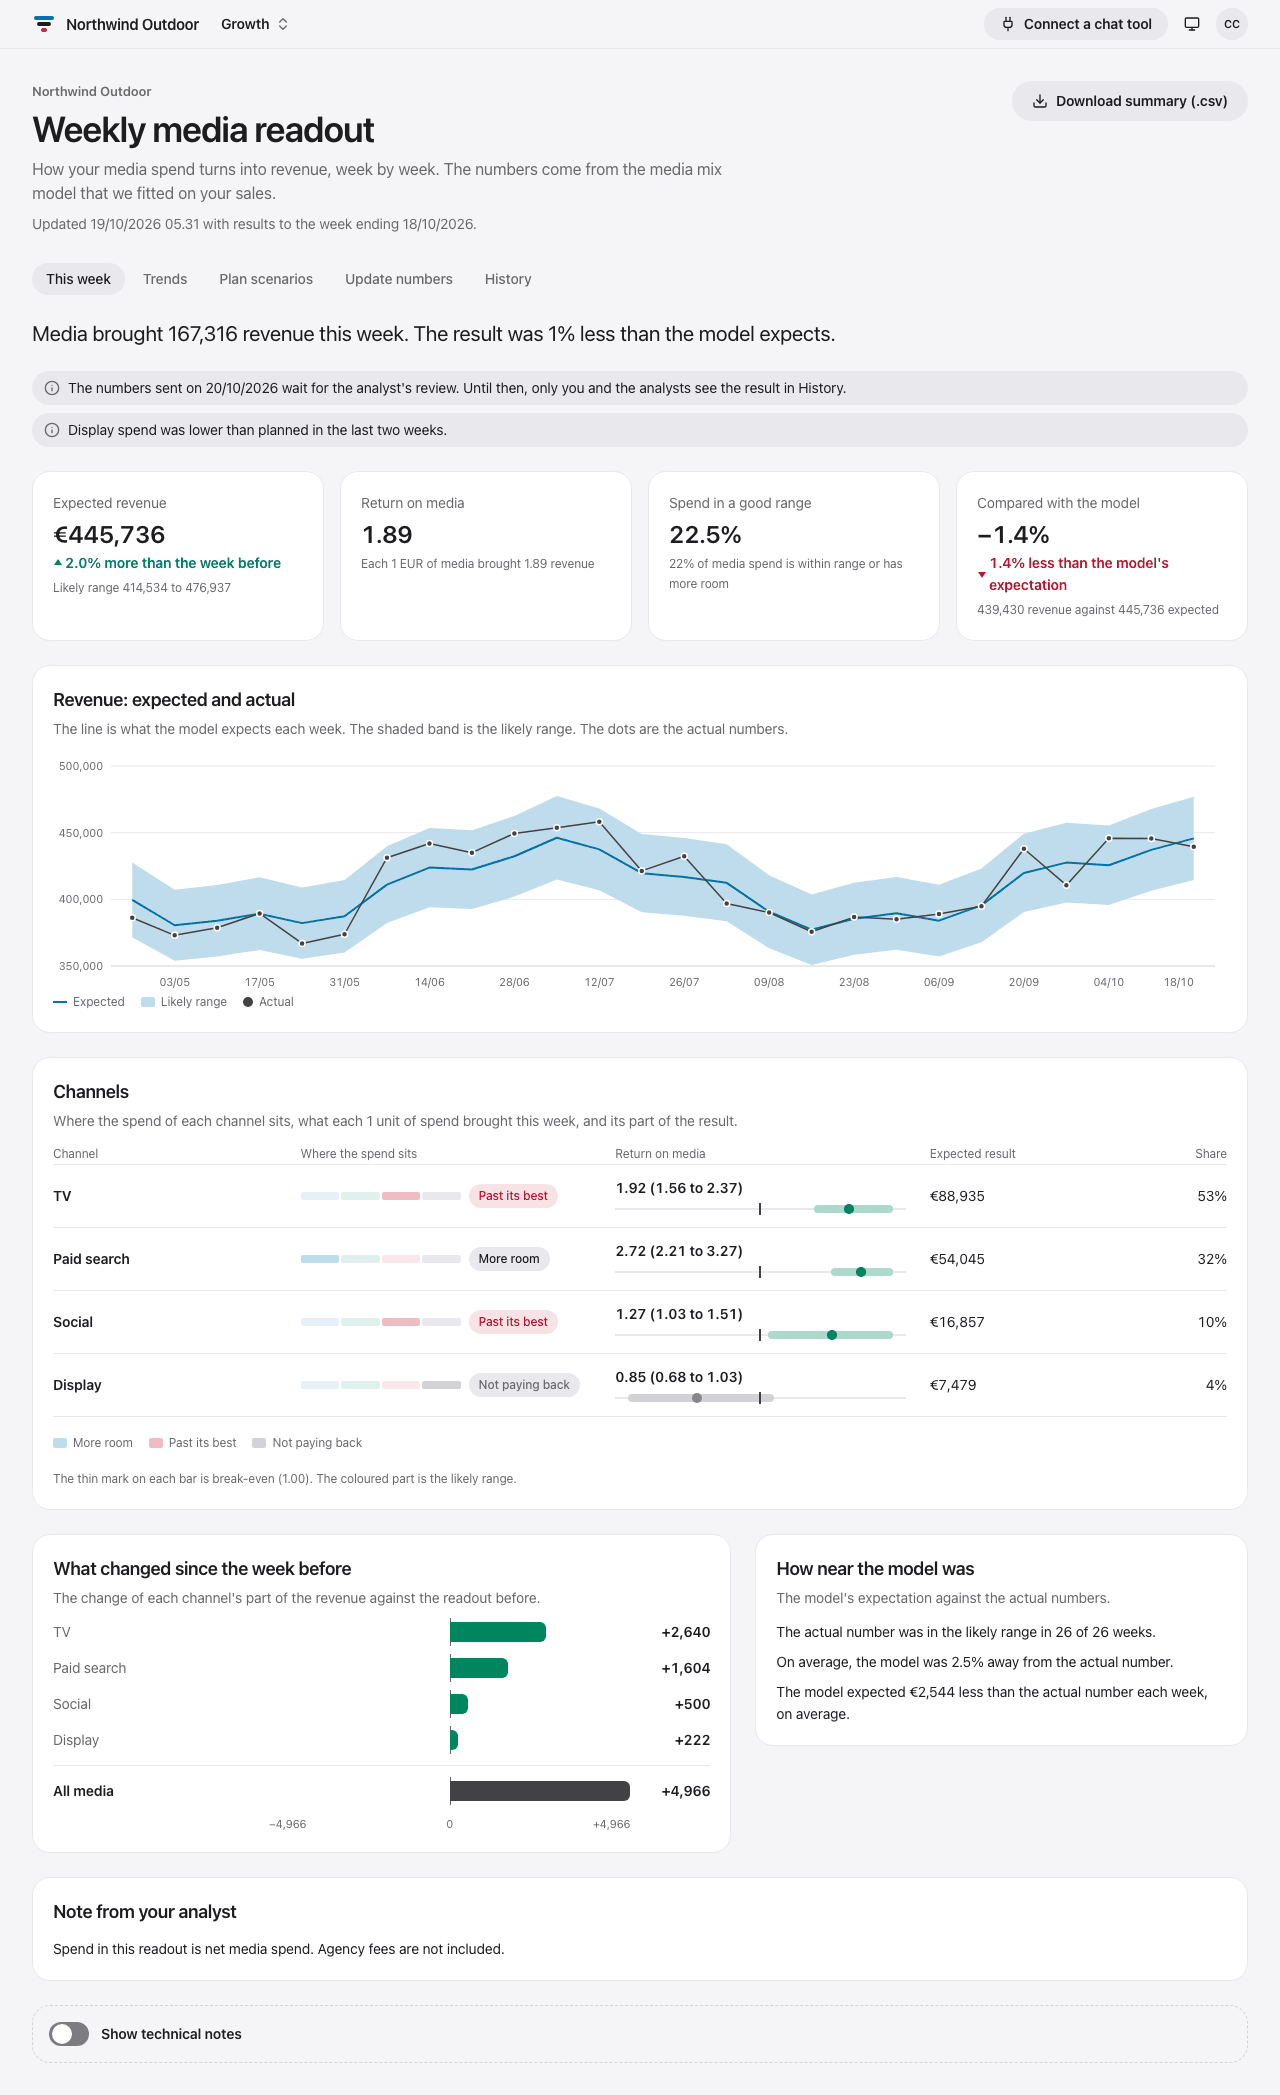 Northwind Outdoor
Growth
Connect a chat tool
CC
Northwind Outdoor
Download summary (.csv)
Weekly media readout
How your media spend turns into revenue, week by week. The numbers come from the media mix
model that we fitted on your sales.
Updated 19/10/2026 05.31 with results to the week ending 18/10/2026.
This week
Trends
Plan scenarios
Update numbers
History
Media brought 167,316 revenue this week. The result was 1% less than the model expects.
The numbers sent on 20/10/2026 wait for the analyst's review. Until then, only you and the analysts see the result in History.
Display spend was lower than planned in the last two weeks.
Expected revenue
€445,736
2.0% more than the week before
Likely range 414,534 to 476,937
Return on media
1.89
Each 1 EUR of media brought 1.89 revenue
Spend in a good range
22.5%
22% of media spend is within range or has
more room
Compared with the model
−1.4%
1.4% less than the model's
expectation
439,430 revenue against 445,736 expected
Revenue: expected and actual
The line is what the model expects each week. The shaded band is the likely range. The dots are the actual numbers.
500,000
450,000
400,000
350,000
03/05
17/05
31/05
14/06
28/06
12/07
26/07
09/08
23/08
06/09
20/09
04/10
18/10
Expected
Likely range
Actual
Channels
Where the spend of each channel sits, what each 1 unit of spend brought this week, and its part of the result.
Channel
Where the spend sits
Return on media
Expected result
Share
TV
Past its best
1.92 (1.56 to 2.37)
€88,935
53%
Paid search
More room
2.72 (2.21 to 3.27)
€54,045
32%
Social
Past its best
1.27 (1.03 to 1.51)
€16,857
10%
Display
Not paying back
0.85 (0.68 to 1.03)
€7,479
4%
More room
Past its best
Not paying back
The thin mark on each bar is break-even (1.00). The coloured part is the likely range.
What changed since the week before
The change of each channel's part of the revenue against the readout before.
TV
+2,640
Paid search
+1,604
Social
+500
Display
+222
All media
+4,966
−4,966
0
+4,966
How near the model was
The model's expectation against the actual numbers.
The actual number was in the likely range in 26 of 26 weeks.
On average, the model was 2.5% away from the actual number.
The model expected €2,544 less than the actual number each week,
on average.
Note from your analyst
Spend in this readout is net media spend. Agency fees are not included.
Show technical notes